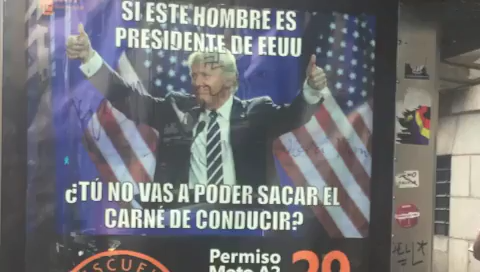 SI ESTE HOMBRE ES
PRESIDENTE DE EEUU
¿TÚ NO VAS A PODER SACAR EL
CARNÉ DE CONDUCIR?
Permiso
Moto A2